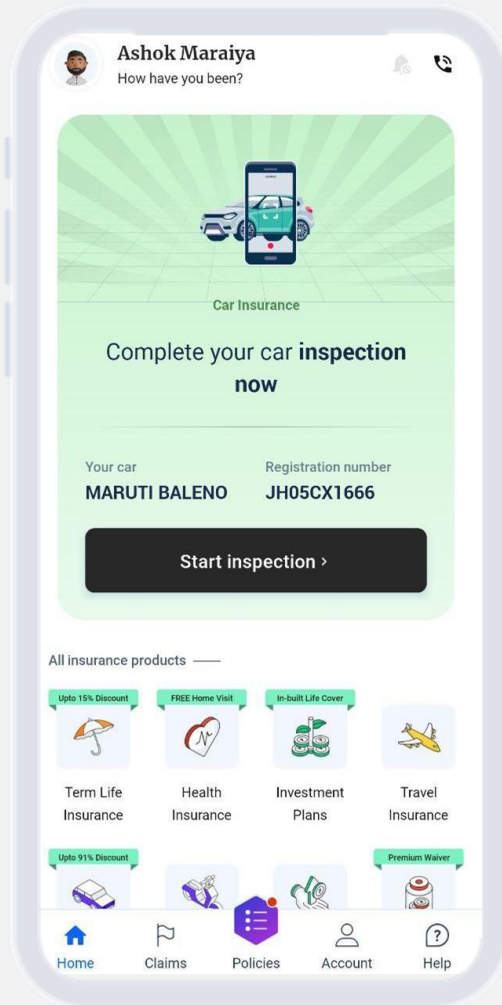 Ashok Maraiya
How have you been?
Car Insurance
Complete your car inspection
now
Your car
Registration number
MARUTI BALENO
JH05CX1666
Start inspection ›
All insurance products
Upto 15% Discount
FREE Home Visit
In-built Life Cover
Term Life
Insurance
Health
Insurance
Investment
Plans
Travel
Insurance
Upto 91% Discount
Premium Waiver
Home
Claims
Policies
Account
Help